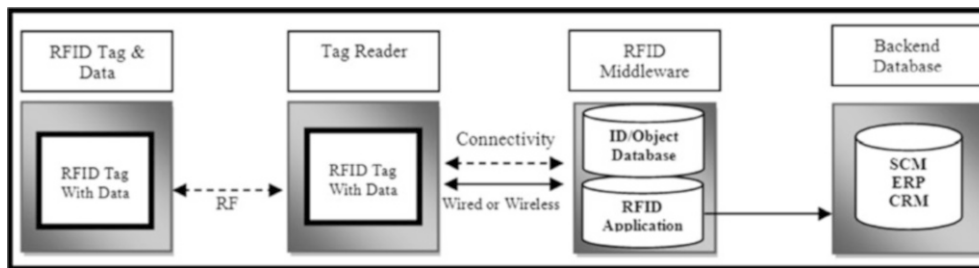 RFID Tag &
Data
Tag Reader
RFID
Middleware
Backend
Database
RFID Tag
With Data
RF
RFID Tag
With Data
Connectivity
Wired or Wireless
ID/Object
Database
RFID
Application
SCM
ERP
CRM